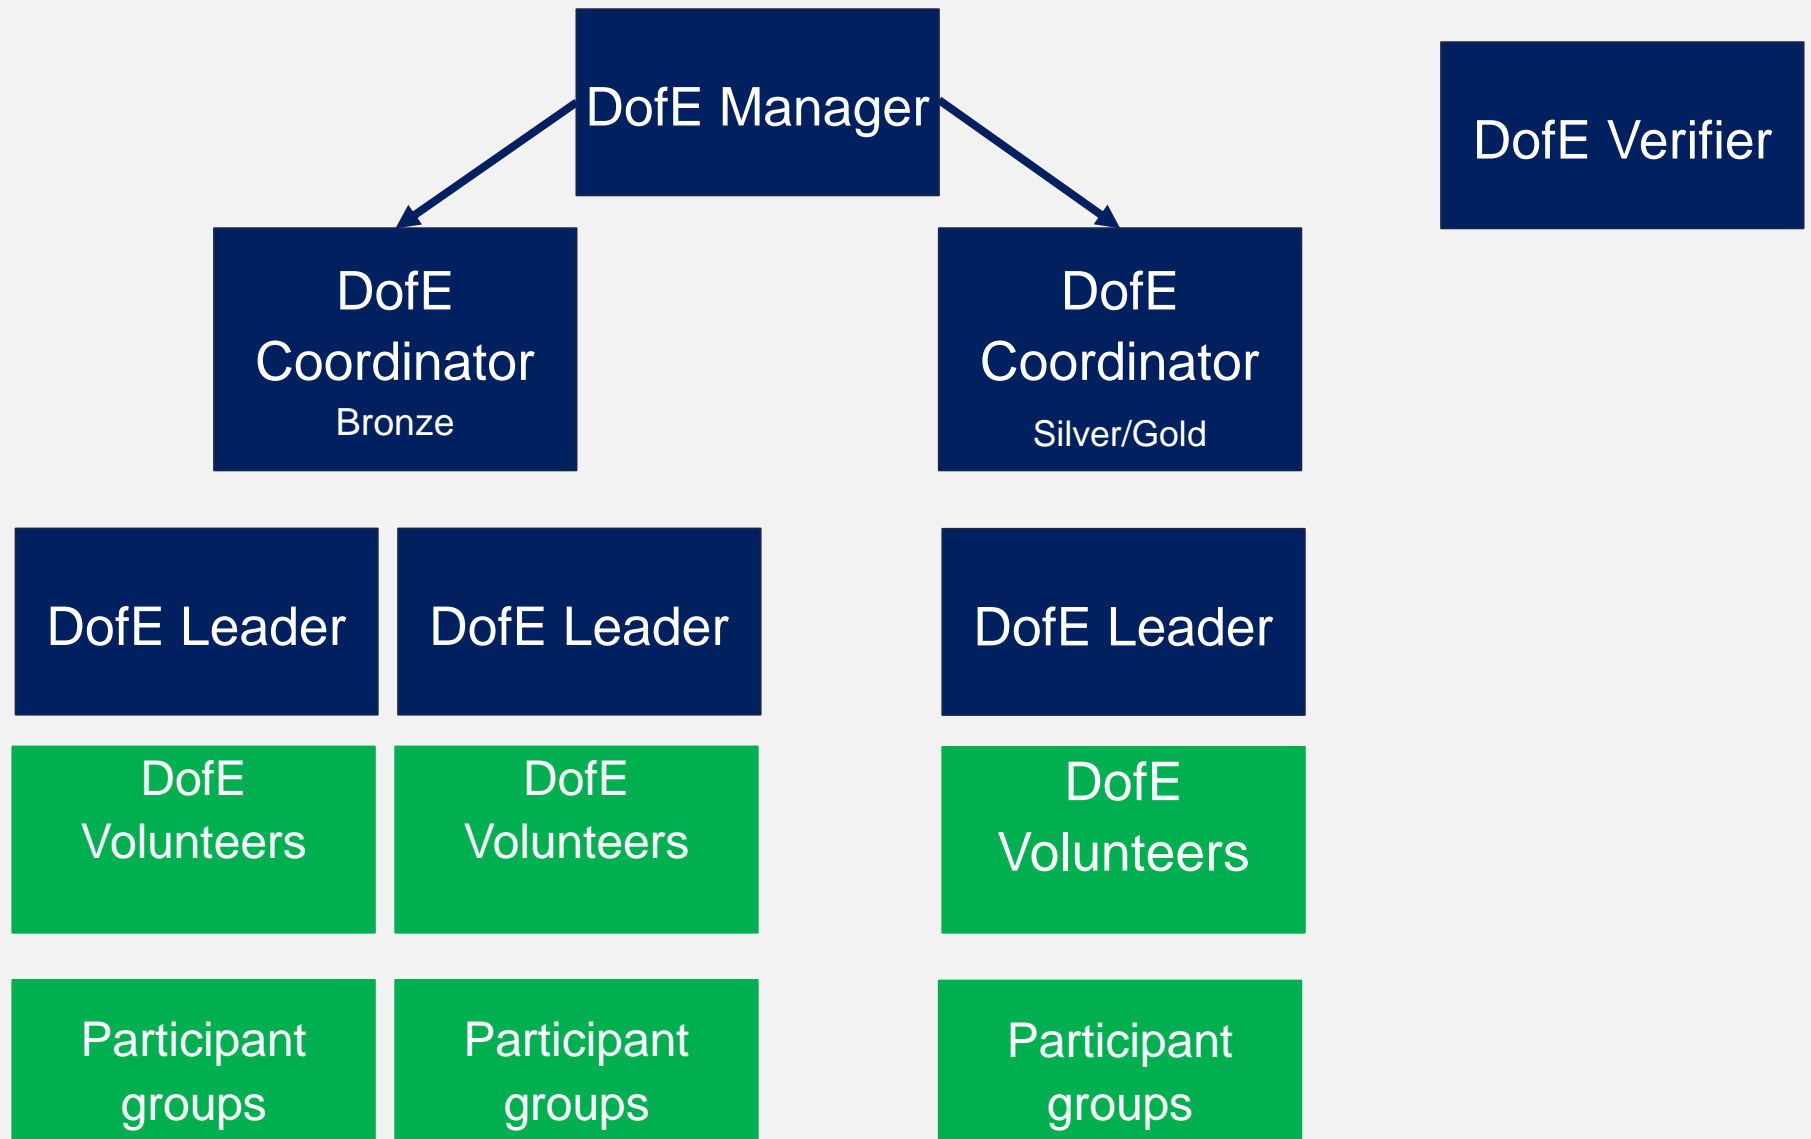 DofE Manager
DofE Verifier
DofE
Coordinator
Bronze
DofE
Coordinator
Silver/Gold
DofE Leader
DofE Leader
DofE Leader
DofE
Volunteers
DofE
Volunteers
DofE
Volunteers
Participant
groups
Participant
groups
Participant
groups